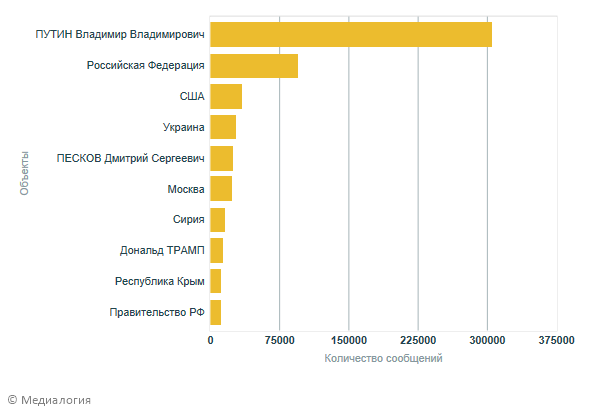 ПУТИН Владимир Владимирович
Российская Федерация
США
Украина
ПЕСКОВ Дмитрий Сергеевич
Москва
Сирия
Дональд ТРАМП
Республика Крым
Правительство РФ
Объекты
0 75000 150000 225000 300000 375000
Количество сообщений
© Медиалогия